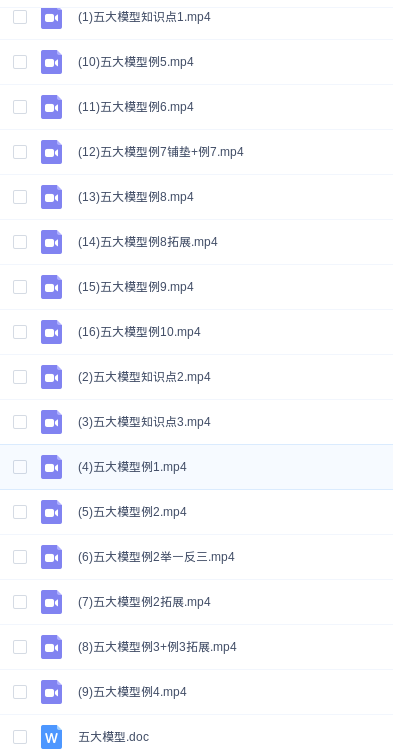 (1)五大模型知识点1.mp4
(10)五大模型例5.mp4
(11)五大模型例6.mp4
(12)五大模型例7铺垫+例7.mp4
(13)五大模型例8.mp4
(14)五大模型例8拓展.mp4
(15)五大模型例9.mp4
(16)五大模型例10.mp4
(2)五大模型知识点2.mp4
(3)五大模型知识点3.mp4
(4)五大模型例1.mp4
(5)五大模型例2.mp4
(6)五大模型例2举一反三.mp4
(7)五大模型例2拓展.mp4
(8)五大模型例3+例3拓展.mp4
(9)五大模型例4.mp4
W 五大模型.doc